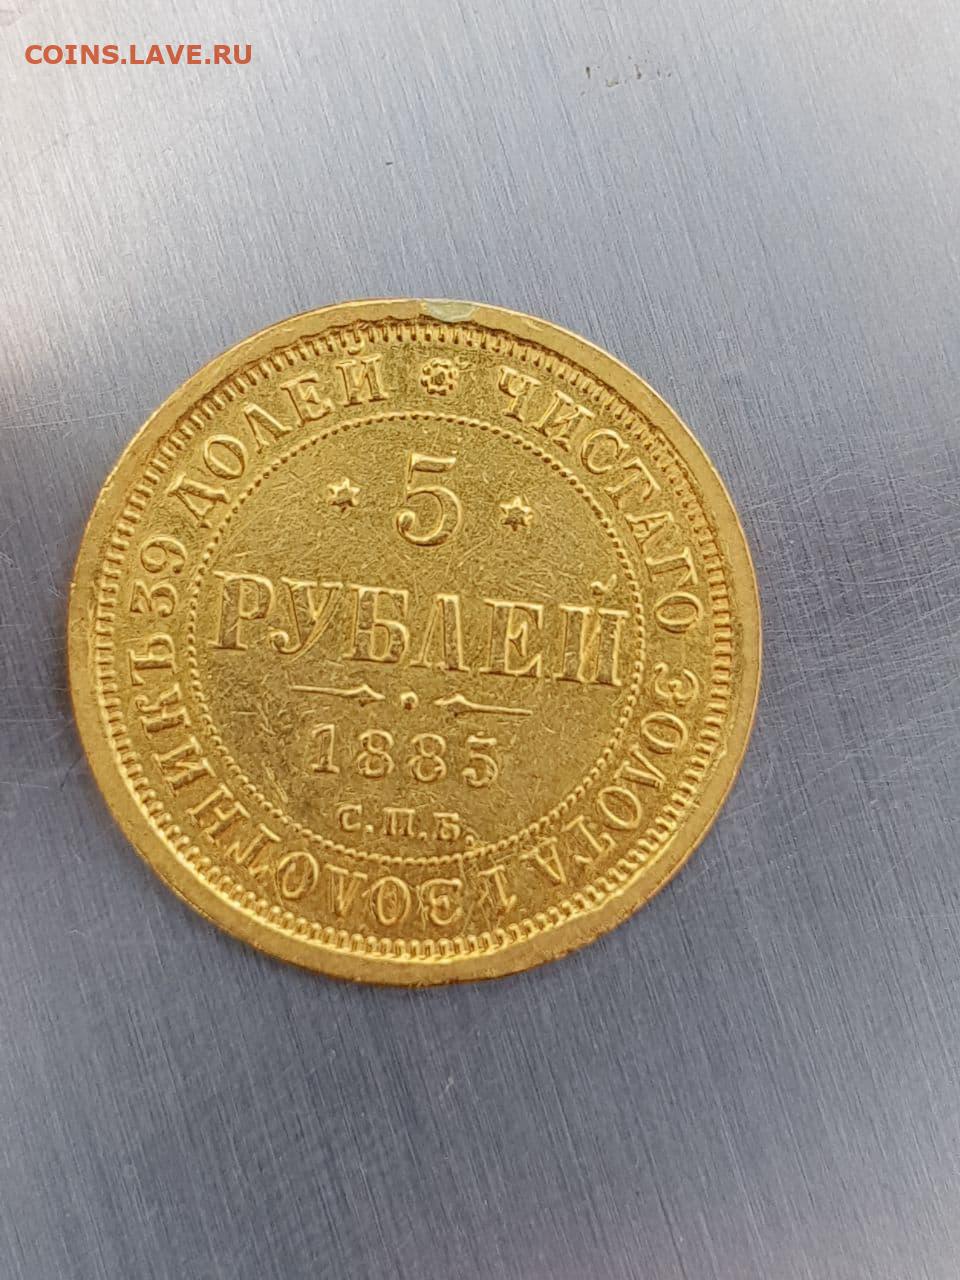 COINS.LAVE.RU
ЧИСТАГО ЗОЛОТА 1 ЗОЛОТНИКЪ 39 ДОЛЕЙ
5
РУБЛЕЙ
1885
С.П.Б.